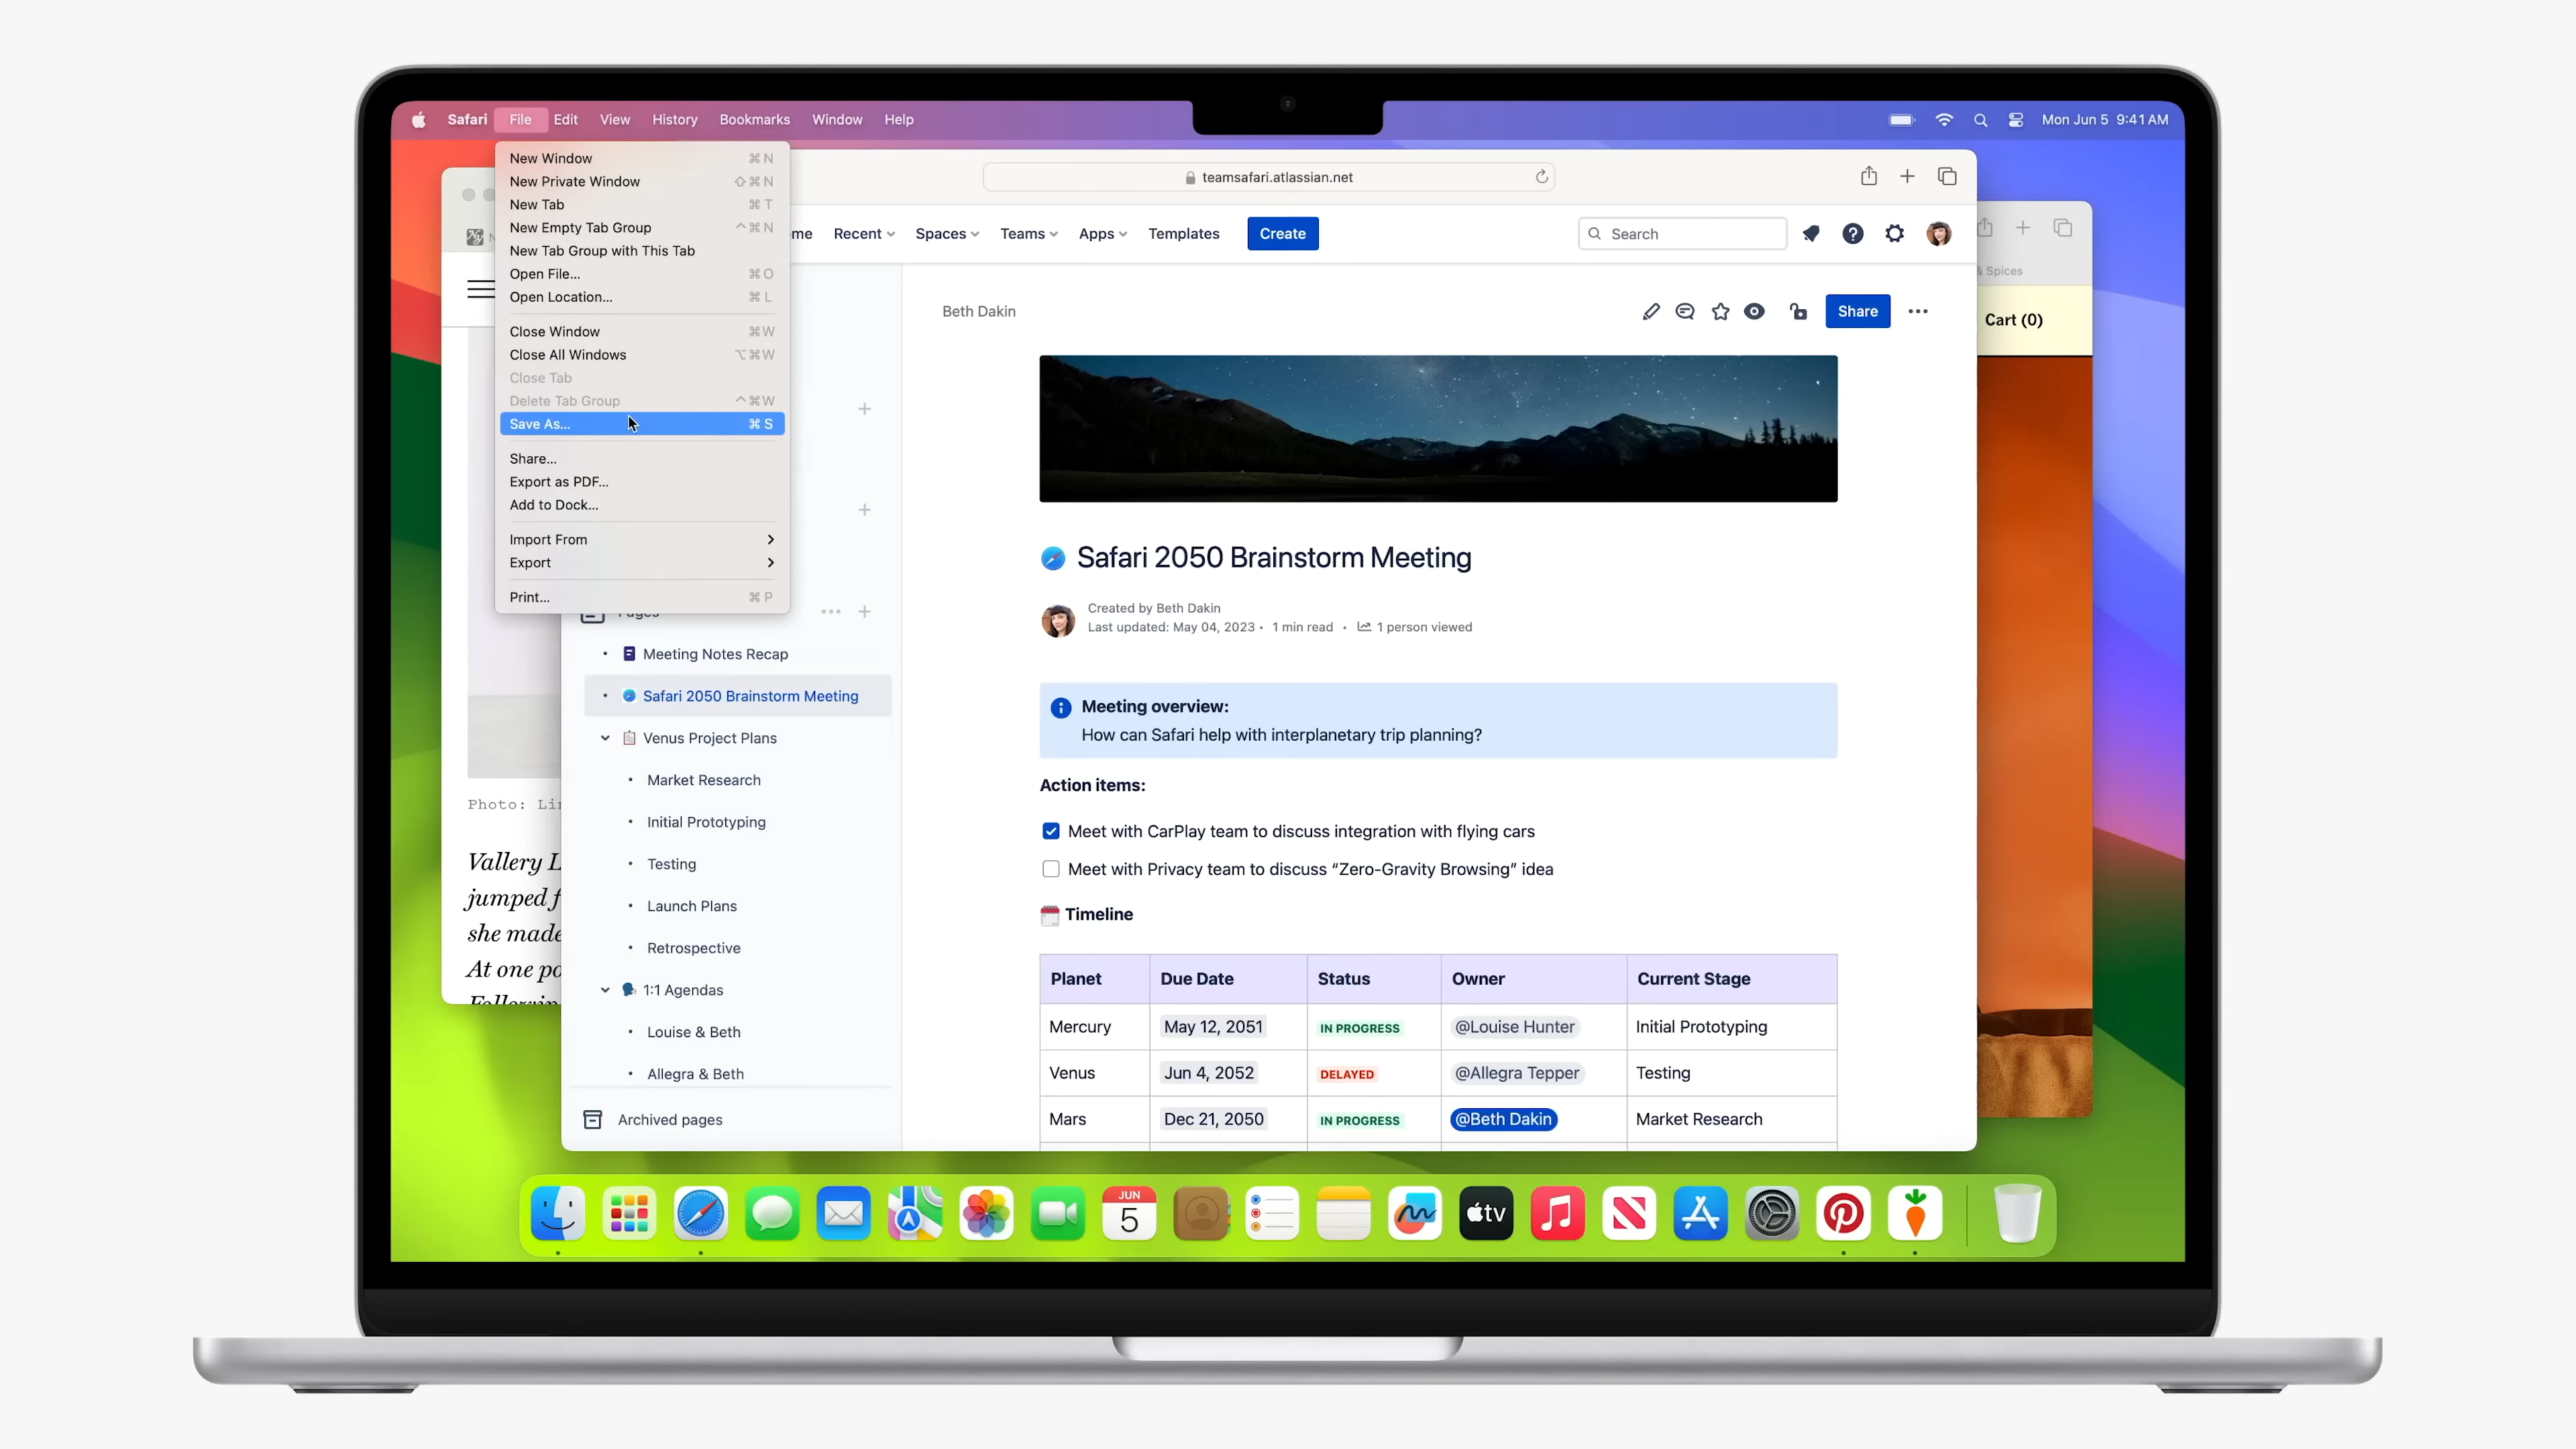 Safari File Edit View History Bookmarks Window Help
Mon Jun 5 9:41 AM
New Window ⌘ N
New Private Window ⇧ ⌘ N
New Tab ⌘ T
New Empty Tab Group ^ ⌘ N
New Tab Group with This Tab
Open File... ⌘ O
Open Location... ⌘ L
Close Window ⌘ W
Close All Windows ⌥ ⌘ W
Close Tab
Delete Tab Group ^ ⌘ W
Save As... ⌘ S
Share...
Export as PDF...
Add to Dock...
Import From
Export
Print... ⌘ P
teamsafari.atlassian.net
Recent Spaces Teams Apps Templates Create
Search
& Spices
Cart (0)
Beth Dakin
Share
Safari 2050 Brainstorm Meeting
Created by Beth Dakin
Last updated: May 04, 2023 • 1 min read • 1 person viewed
Meeting overview:
How can Safari help with interplanetary trip planning?
Action items:
Meet with CarPlay team to discuss integration with flying cars
Meet with Privacy team to discuss “Zero-Gravity Browsing” idea
Timeline
Planet Due Date Status Owner Current Stage
Mercury May 12, 2051 IN PROGRESS @Louise Hunter Initial Prototyping
Venus Jun 4, 2052 DELAYED @Allegra Tepper Testing
Mars Dec 21, 2050 IN PROGRESS @Beth Dakin Market Research
Meeting Notes Recap
Safari 2050 Brainstorm Meeting
Venus Project Plans
Market Research
Initial Prototyping
Testing
Launch Plans
Retrospective
1:1 Agendas
Louise & Beth
Allegra & Beth
Archived pages
Photo:
Vallery
jumped
she made
At one
JUN
5
tv